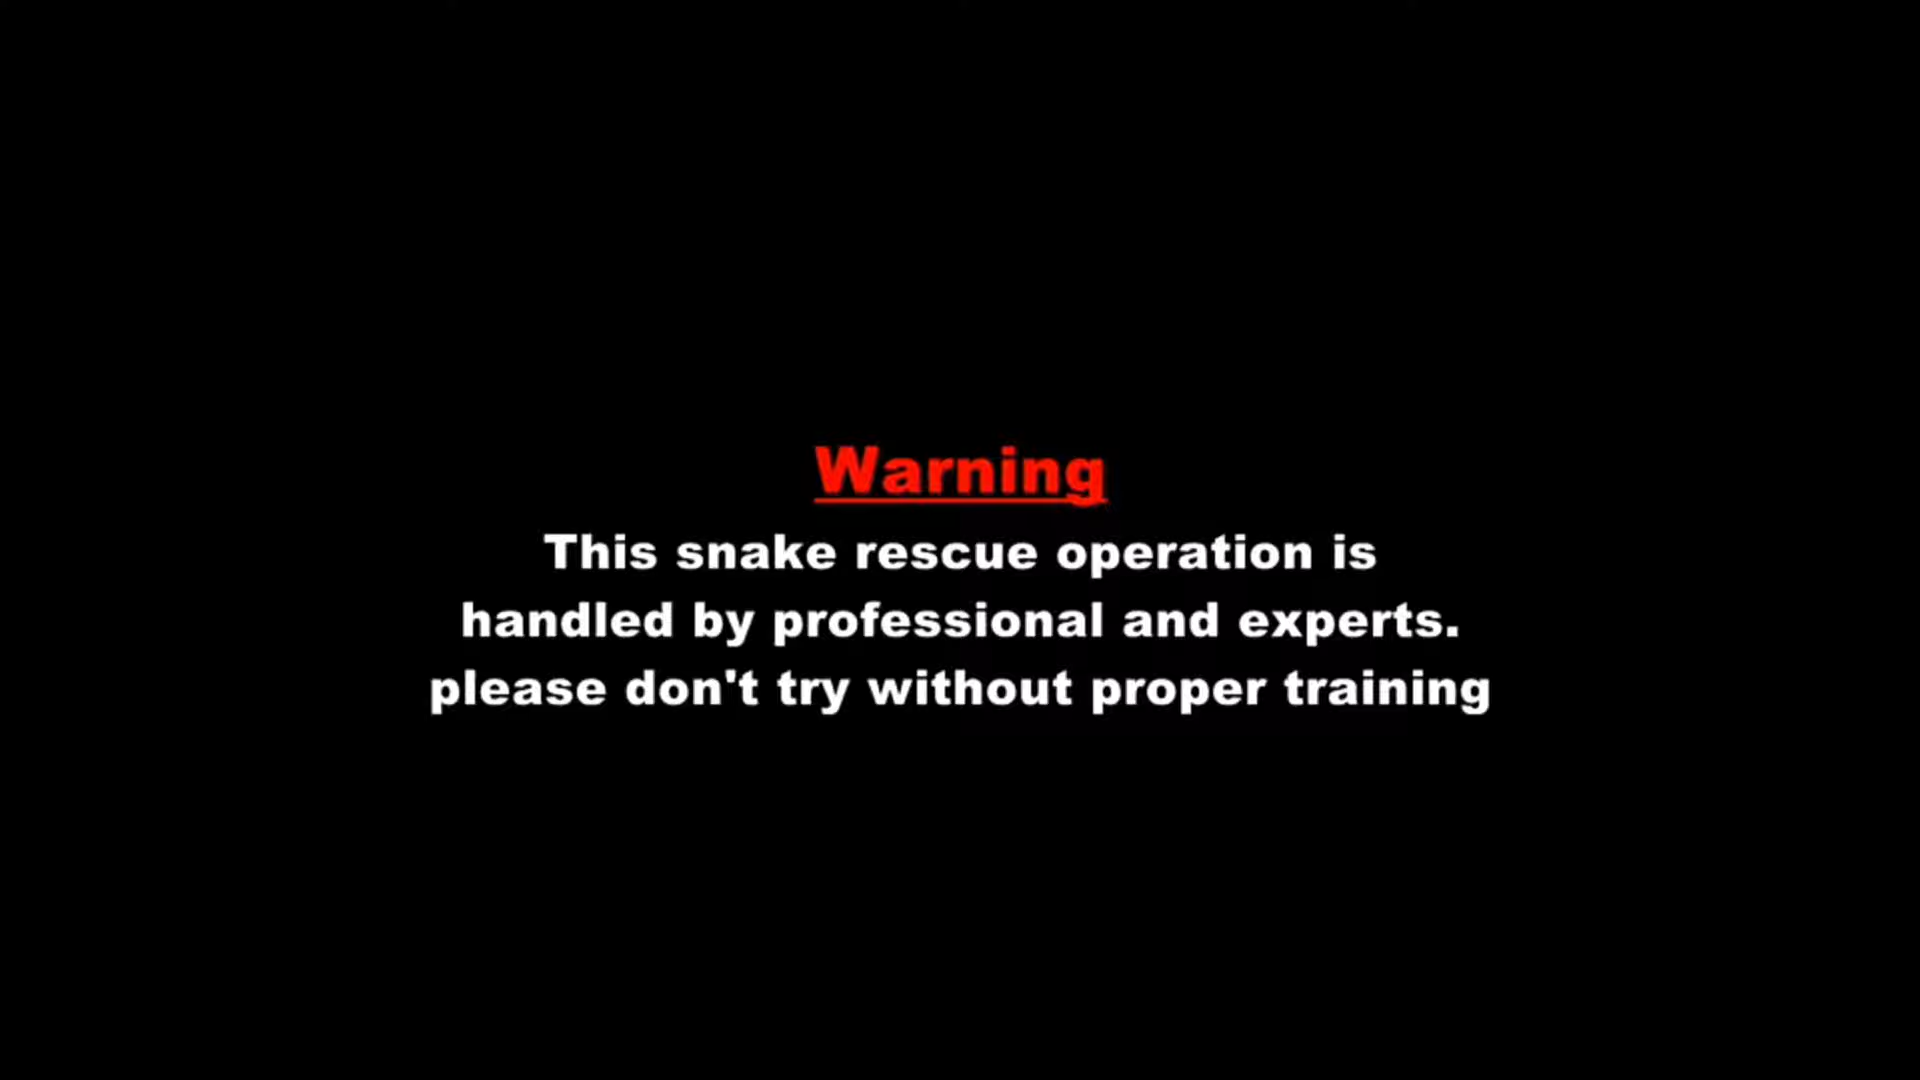 Warning
This snake rescue operation is
handled by professional and experts.
please don't try without proper training